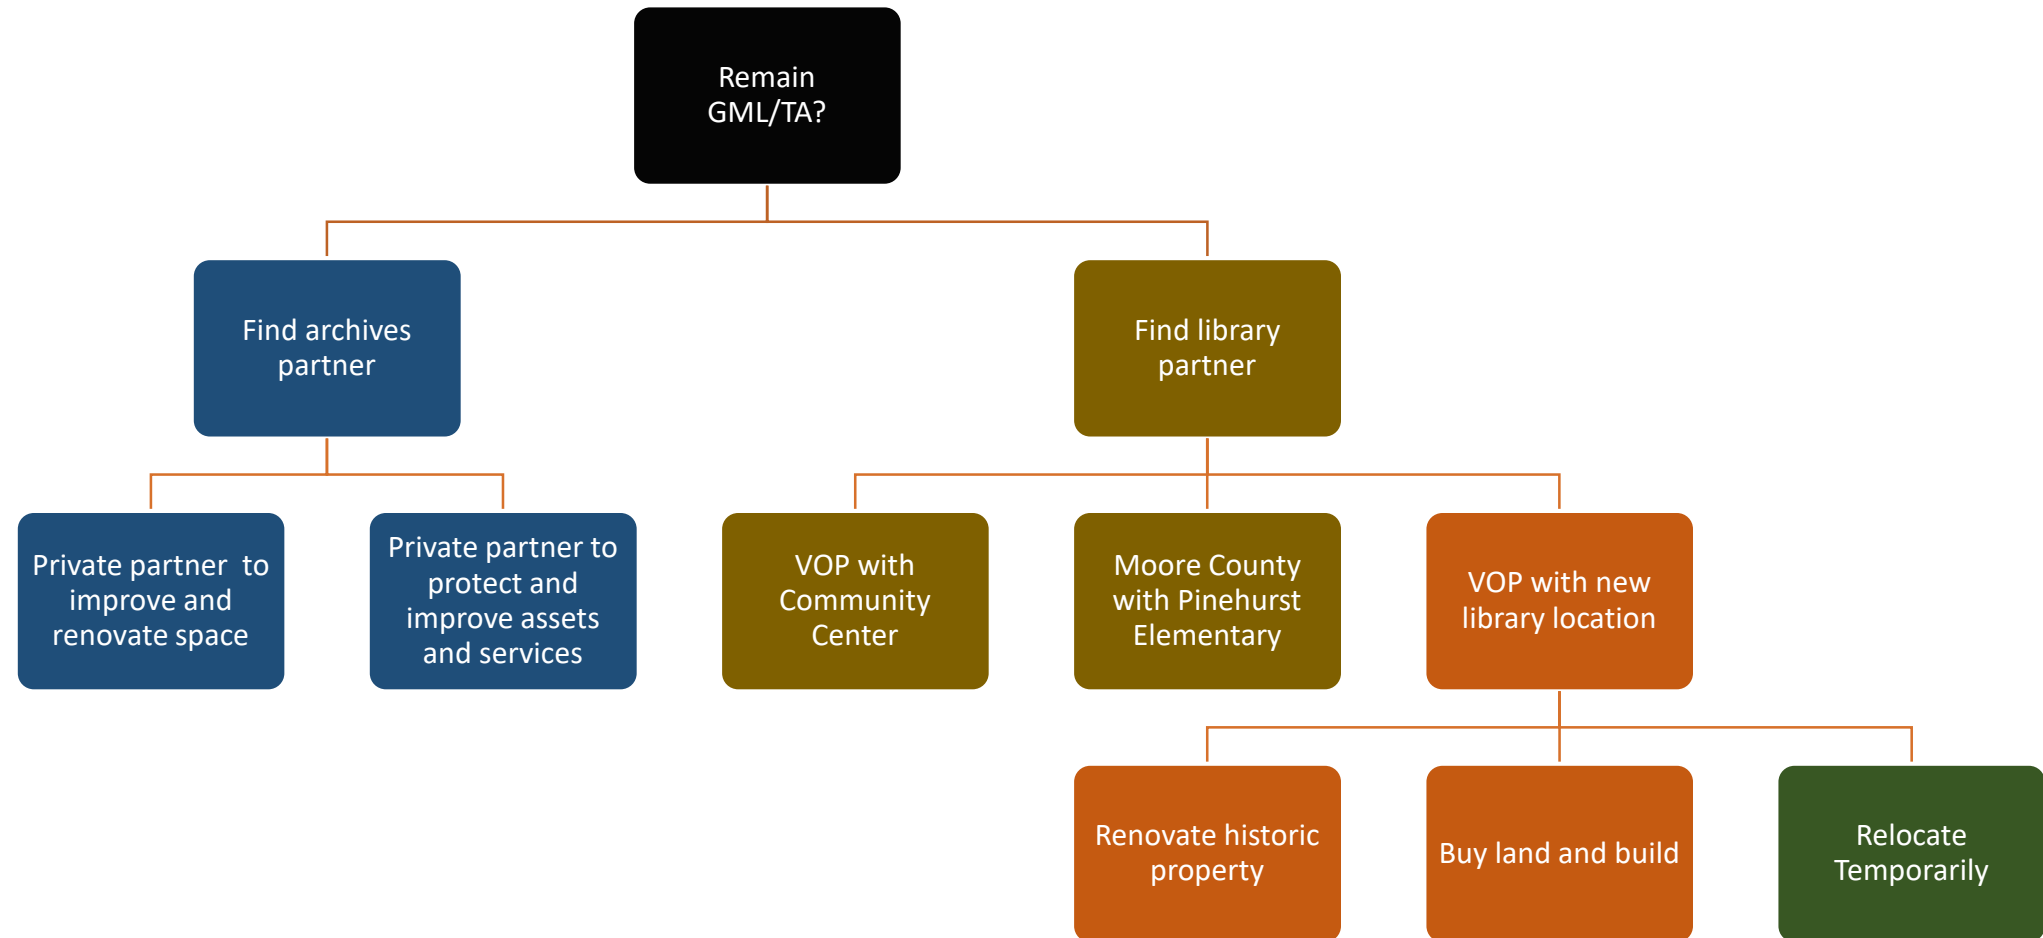 Remain
GML/TA?
Find archives
partner
Find library
partner
Private partner  to
improve and
renovate space
Private partner to
protect and
improve assets
and services
VOP with
Community
Center
Moore County
with Pinehurst
Elementary
VOP with new
library location
Renovate historic
property
Buy land and build
Relocate
Temporarily